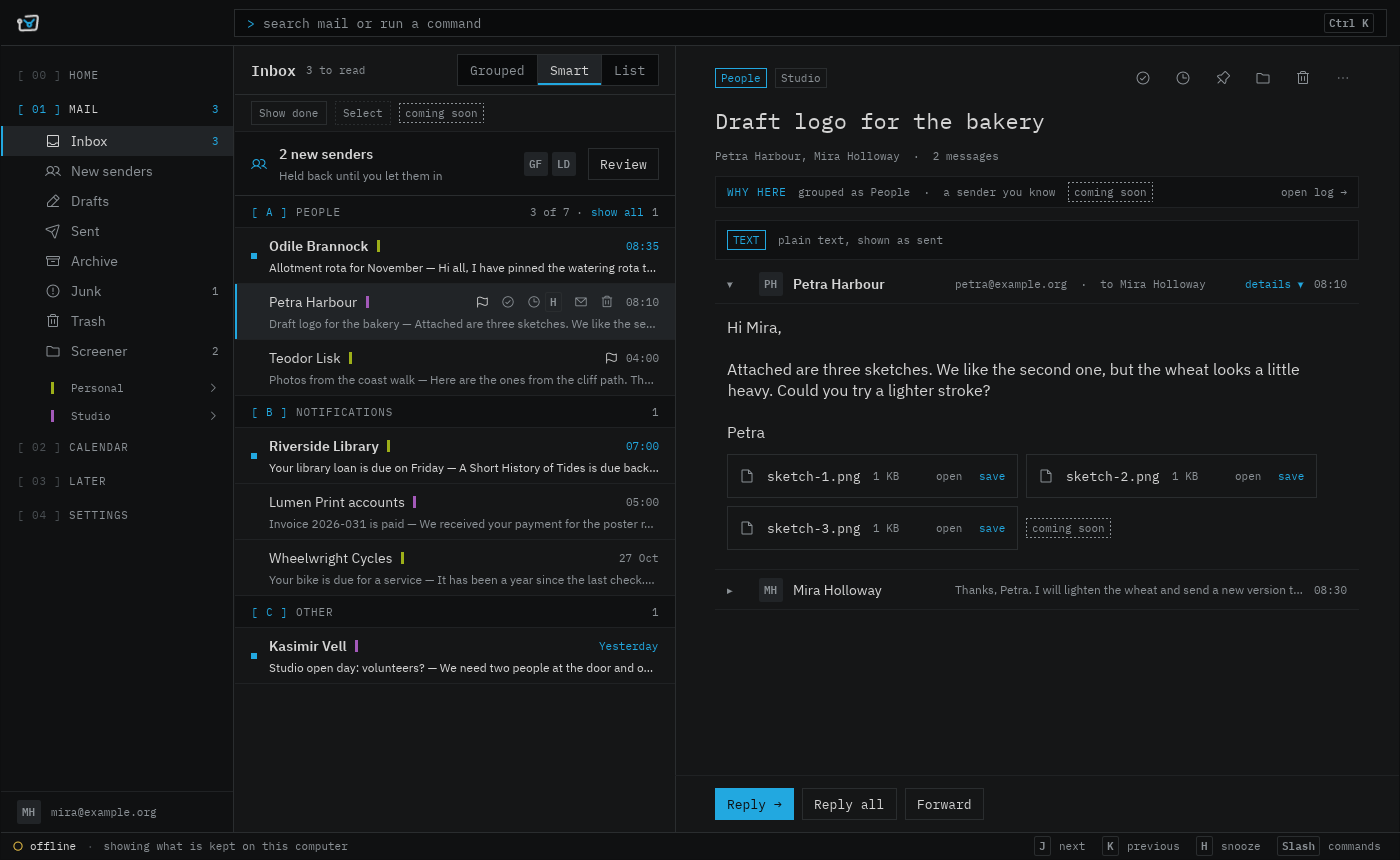 > search mail or run a command
Ctrl K
[ 00 ] HOME
[ 01 ] MAIL 3
Inbox 3
New senders
Drafts
Sent
Archive
Junk 1
Trash
Screener 2
Personal
Studio
[ 02 ] CALENDAR
[ 03 ] LATER
[ 04 ] SETTINGS
MH mira@example.org
Inbox 3 to read
Grouped Smart List
Show done Select coming soon
2 new senders
Held back until you let them in
GF LD Review
[ A ] PEOPLE 3 of 7 · show all 1
Odile Brannock 08:35
Allotment rota for November — Hi all, I have pinned the watering rota t…
Petra Harbour H 08:10
Draft logo for the bakery — Attached are three sketches. We like the se…
Teodor Lisk 04:00
Photos from the coast walk — Here are the ones from the cliff path. Th…
[ B ] NOTIFICATIONS 1
Riverside Library 07:00
Your library loan is due on Friday — A Short History of Tides is due back…
Lumen Print accounts 05:00
Invoice 2026-031 is paid — We received your payment for the poster r…
Wheelwright Cycles 27 Oct
Your bike is due for a service — It has been a year since the last check.…
[ C ] OTHER 1
Kasimir Vell Yesterday
Studio open day: volunteers? — We need two people at the door and o…
People Studio
Draft logo for the bakery
Petra Harbour, Mira Holloway · 2 messages
WHY HERE grouped as People · a sender you know coming soon open log →
TEXT plain text, shown as sent
▾ PH Petra Harbour petra@example.org · to Mira Holloway details ▾ 08:10
Hi Mira,
Attached are three sketches. We like the second one, but the wheat looks a little
heavy. Could you try a lighter stroke?
Petra
sketch-1.png 1 KB open save
sketch-2.png 1 KB open save
sketch-3.png 1 KB open save
coming soon
▸ MH Mira Holloway Thanks, Petra. I will lighten the wheat and send a new version t… 08:30
Reply → Reply all Forward
offline · showing what is kept on this computer
J next K previous H snooze Slash commands